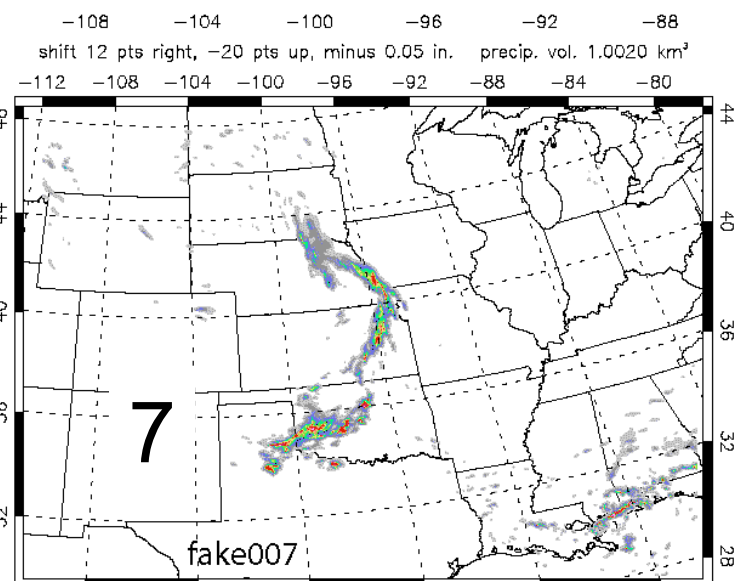 −108 −104 −100 −96 −92 −88
shift 12 pts right, −20 pts up, minus 0.05 in. precip. vol. 1.0020 km³
−112 −108 −104 −100 −96 −92 −88 −84 −80
44
40
40
36
7
32
fake007
28